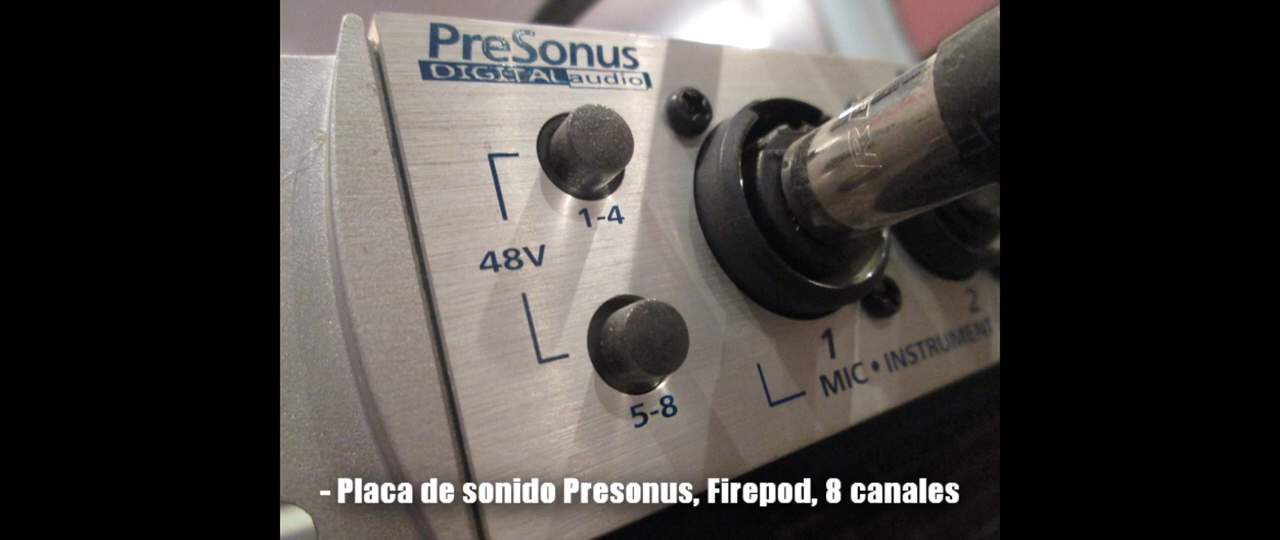 PreSonus
DIGITAL audio
1-4
48V
5-8
1
2
MIC • INSTRUMENT
- Placa de sonido Presonus, Firepod, 8 canales